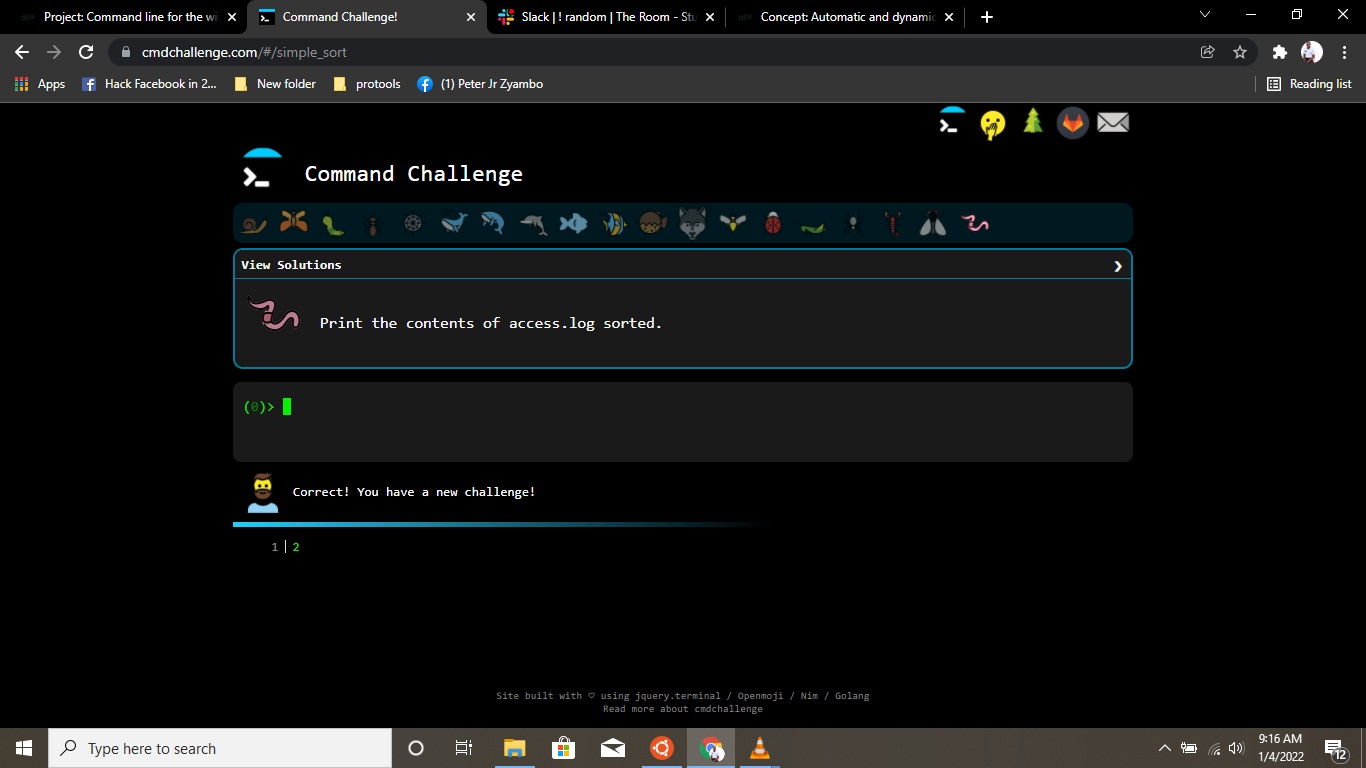 Project: Command line for the wi
Command Challenge!
Slack | ! random | The Room - Stu
Concept: Automatic and dynamic
cmdchallenge.com/#/simple_sort
Apps
Hack Facebook in 2...
New folder
protools
(1) Peter Jr Zyambo
Reading list
Command Challenge
View Solutions
Print the contents of access.log sorted.
(0)>
Correct! You have a new challenge!
1 | 2
Site built with ♡ using jquery.terminal / Openmoji / Nim / Golang
Read more about cmdchallenge
Type here to search
9:16 AM
1/4/2022
12